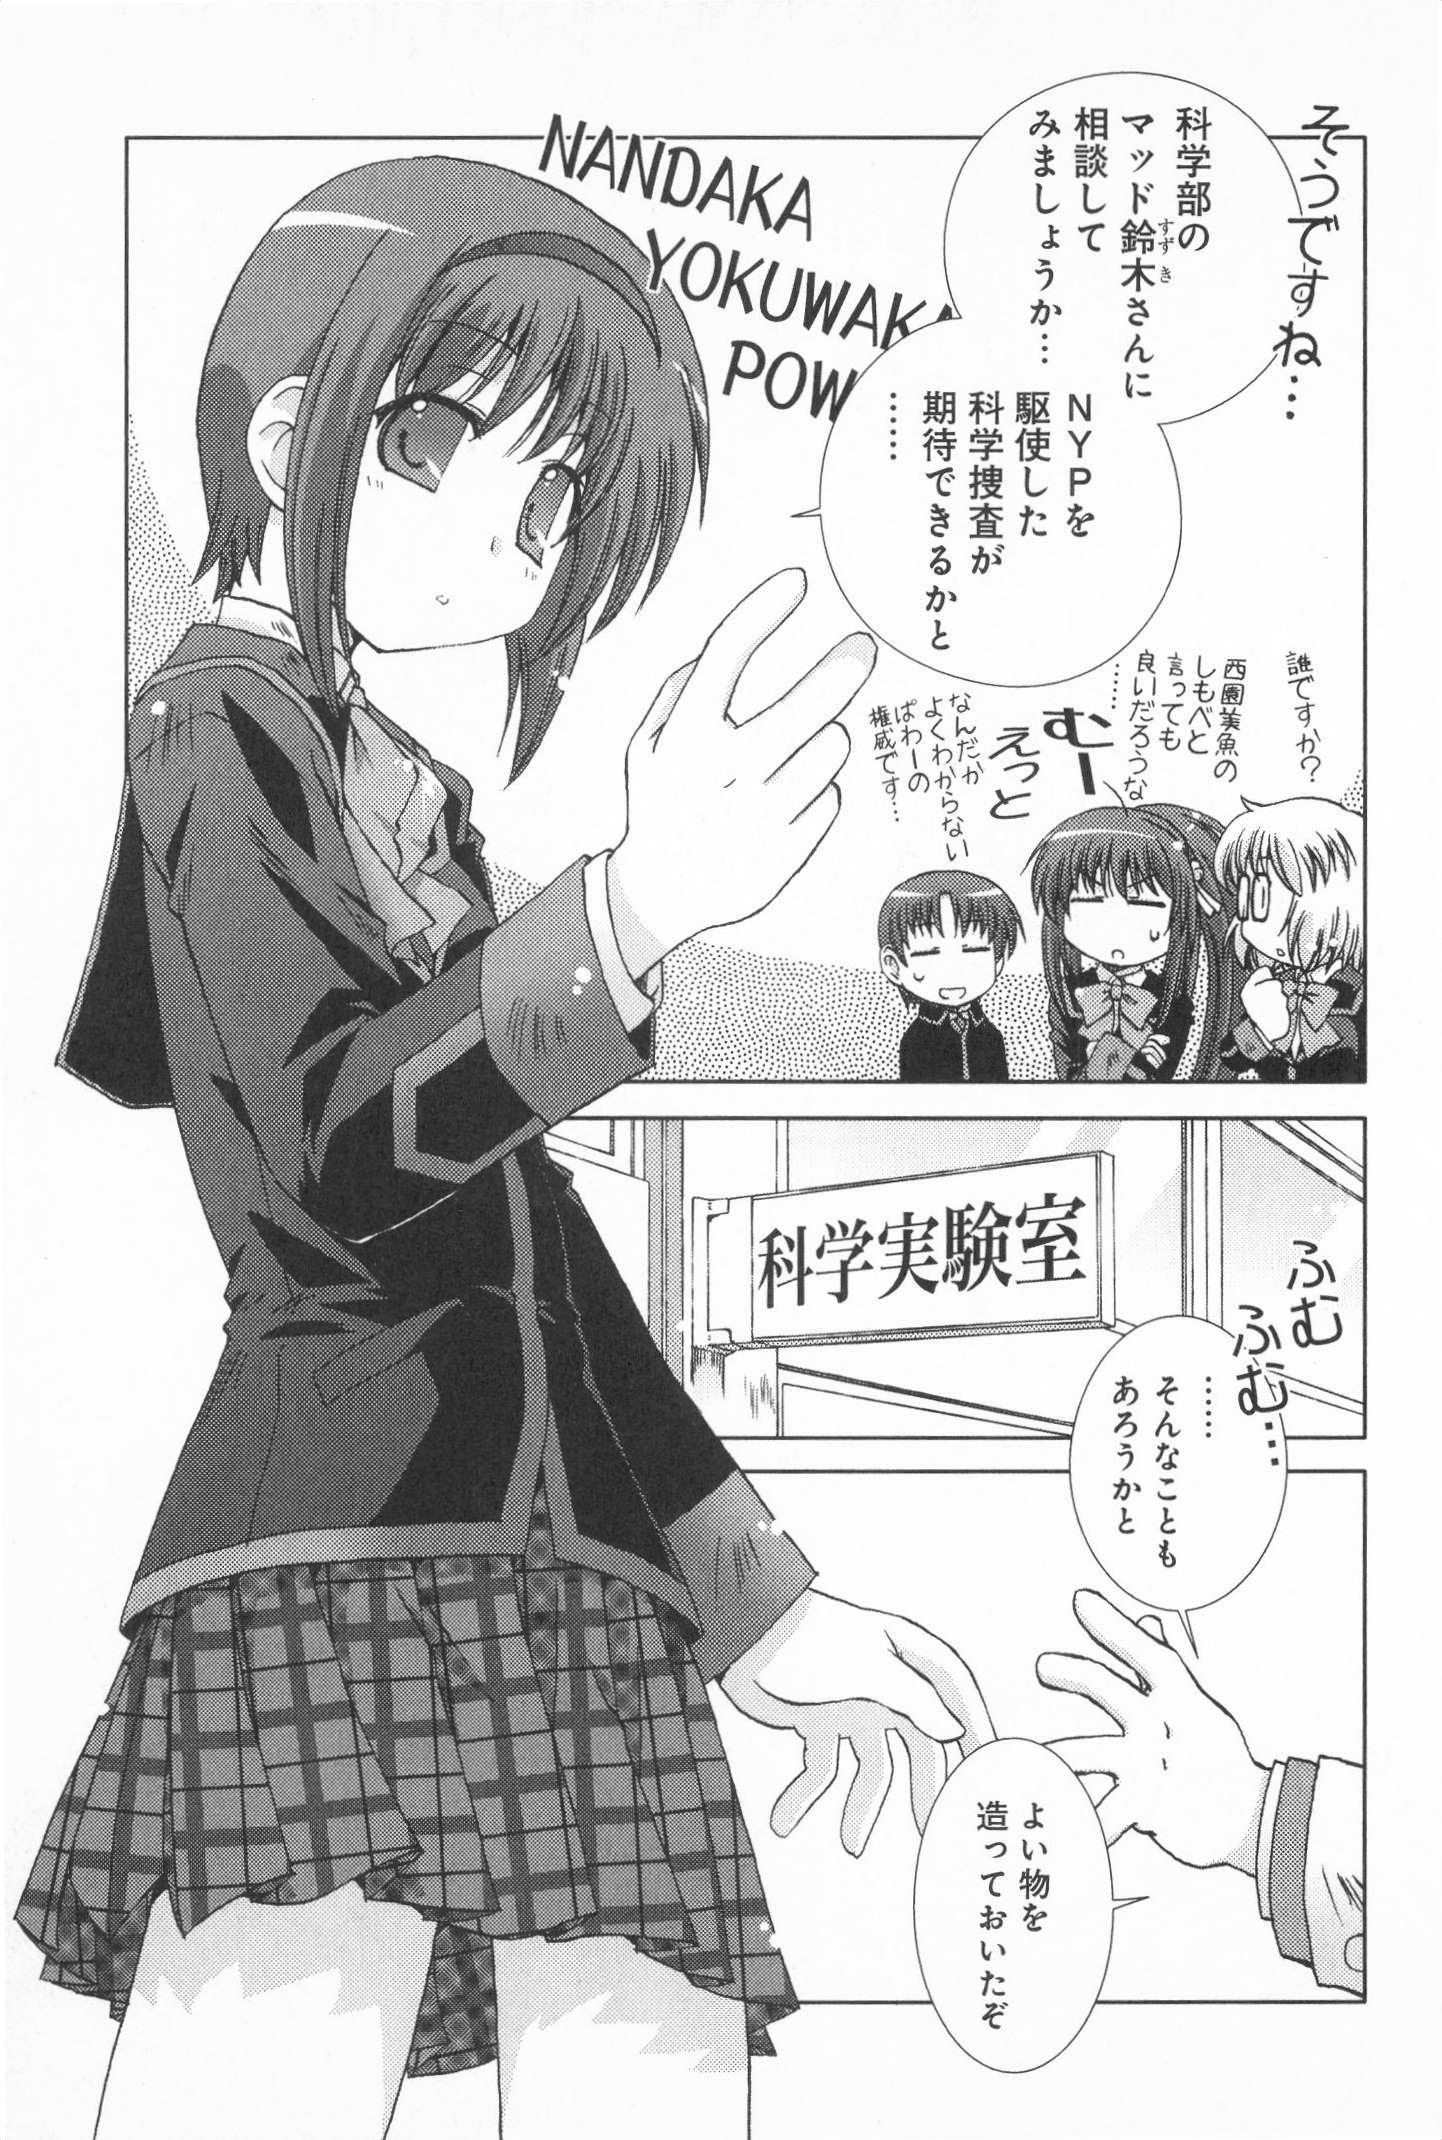 そうですね…
科学部の
マッド鈴木さんに
すずき
相談して
みましょうか…
NYPを
駆使した
科学捜査が
期待できるかと
……
NANDAKA
YOKUWAKA
POW
誰ですか?
西園美魚の
しもべと
言っても
良いだろうな
……
むー
えっと
なんだか
よくわからない
ぱわーの
権威です…
科学実験室
ふむ
ふむ…
……
そんなことも
あろうかと
よい物を
造っておいたぞ